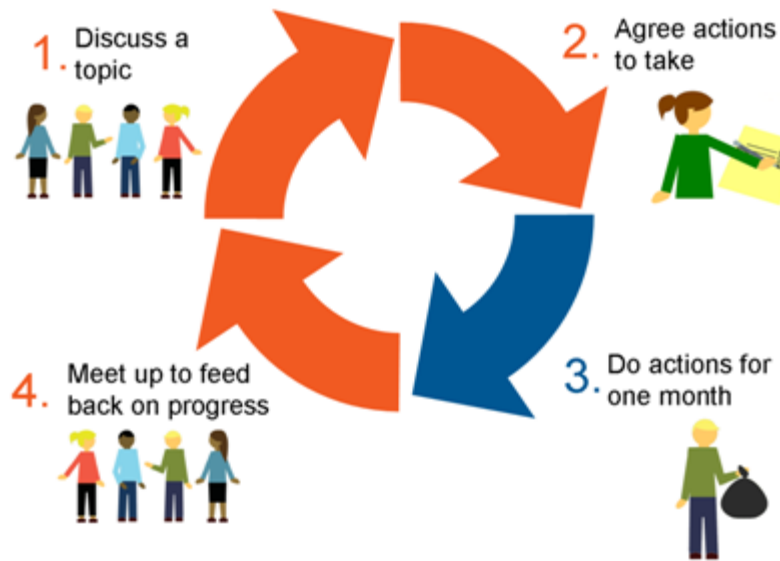 1. Discuss a
topic
2. Agree actions
to take
3. Do actions for
one month
4. Meet up to feed
back on progress